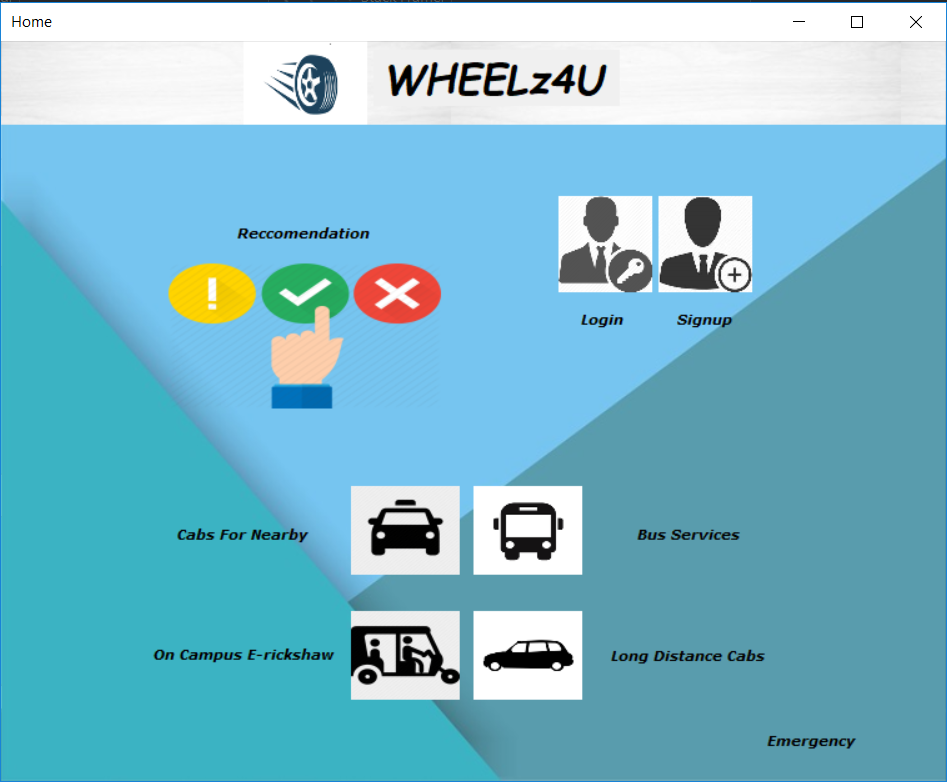 Home
WHEELz4U
Reccomendation
Login
Signup
Cabs For Nearby
Bus Services
On Campus E-rickshaw
Long Distance Cabs
Emergency